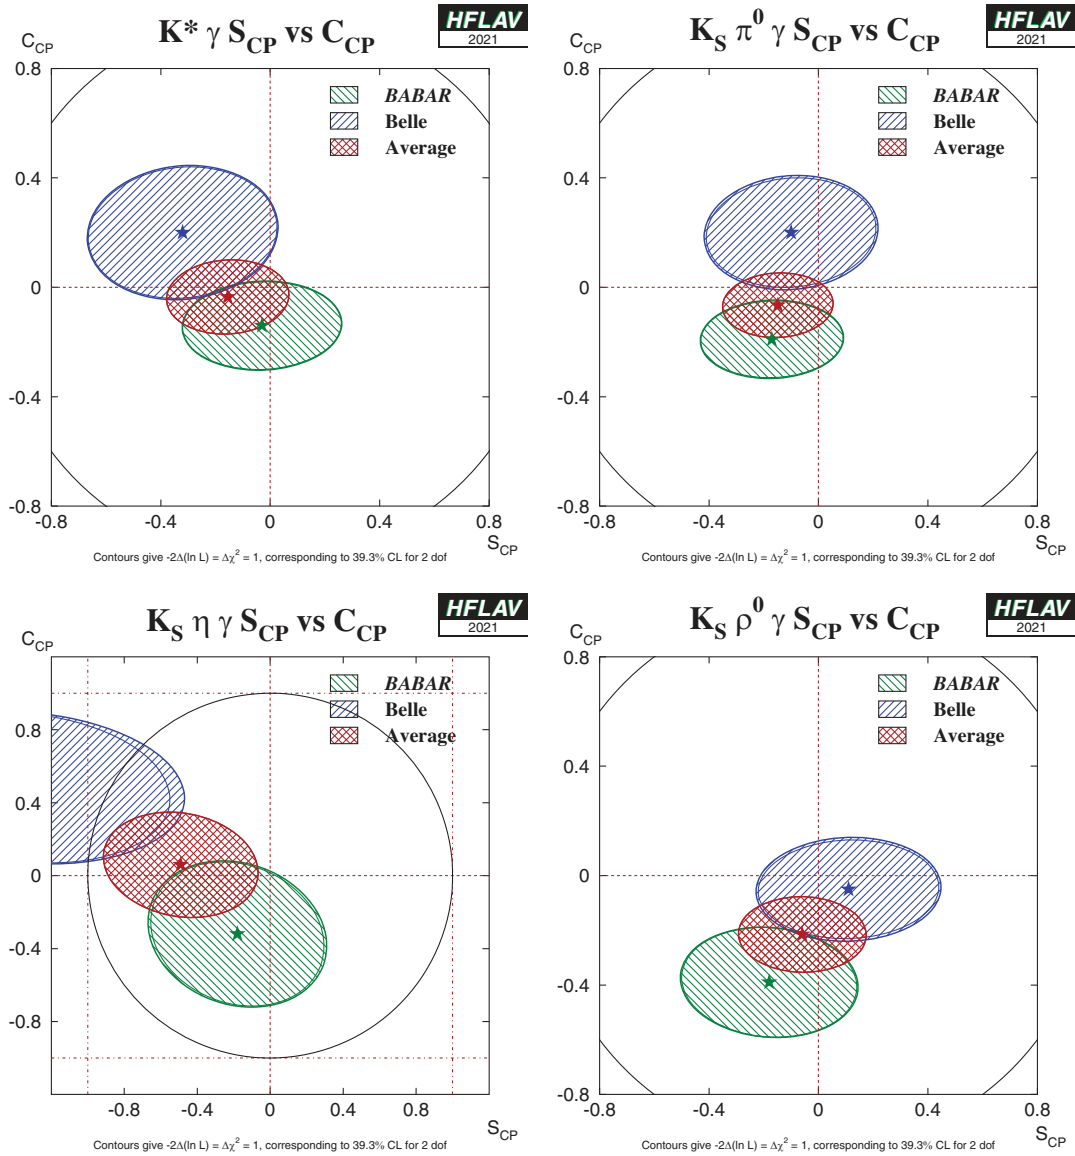 K* γ S_CP vs C_CP
HFLAV
2021
C_CP
BABAR
Belle
Average
0.8
0.4
0
-0.4
-0.8
-0.8 -0.4 0 0.4 0.8
S_CP
Contours give -2Δ(ln L) = Δχ² = 1, corresponding to 39.3% CL for 2 dof
K_S π⁰ γ S_CP vs C_CP
HFLAV
2021
C_CP
BABAR
Belle
Average
0.8
0.4
0
-0.4
-0.8
-0.8 -0.4 0 0.4 0.8
S_CP
Contours give -2Δ(ln L) = Δχ² = 1, corresponding to 39.3% CL for 2 dof
K_S η γ S_CP vs C_CP
HFLAV
2021
C_CP
BABAR
Belle
Average
0.8
0.4
0
-0.4
-0.8
-0.8 -0.4 0 0.4 0.8
S_CP
Contours give -2Δ(ln L) = Δχ² = 1, corresponding to 39.3% CL for 2 dof
K_S ρ⁰ γ S_CP vs C_CP
HFLAV
2021
C_CP
BABAR
Belle
Average
0.8
0.4
0
-0.4
-0.8
-0.8 -0.4 0 0.4 0.8
S_CP
Contours give -2Δ(ln L) = Δχ² = 1, corresponding to 39.3% CL for 2 dof